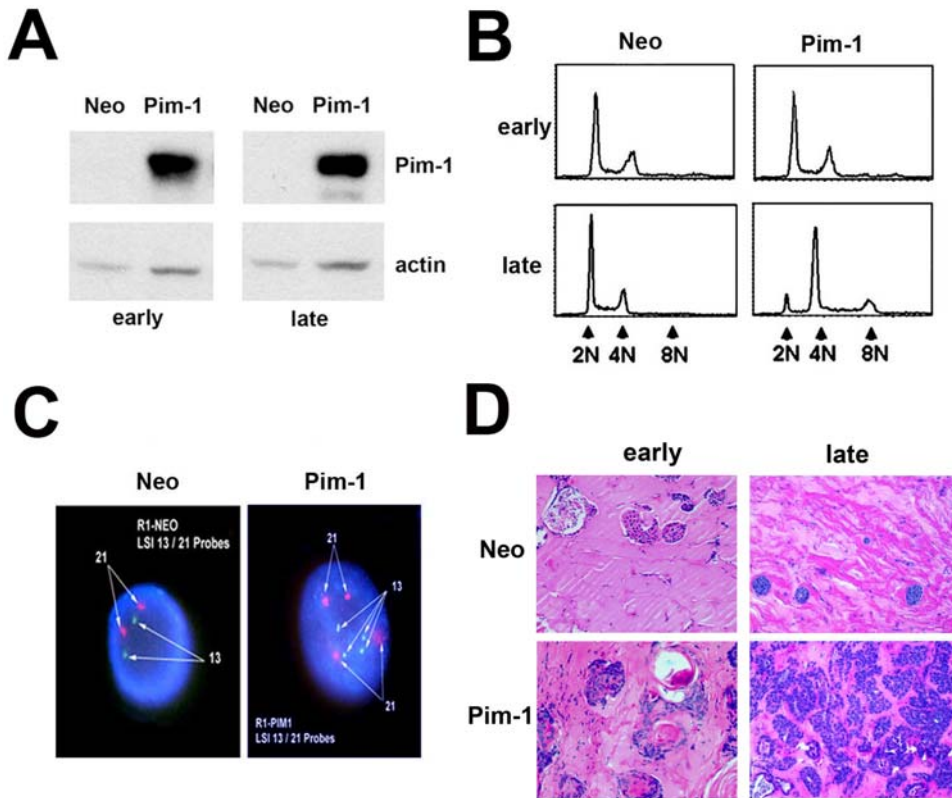 A
Neo Pim-1 Neo Pim-1
Pim-1
actin
early late
B
Neo Pim-1
early
late
2N 4N 8N 2N 4N 8N
C
Neo Pim-1
R1-NEO
LSI 13 / 21 Probes
21
13
21
13
21
R1-PIM1
LSI 13 / 21 Probes
D
early late
Neo
Pim-1